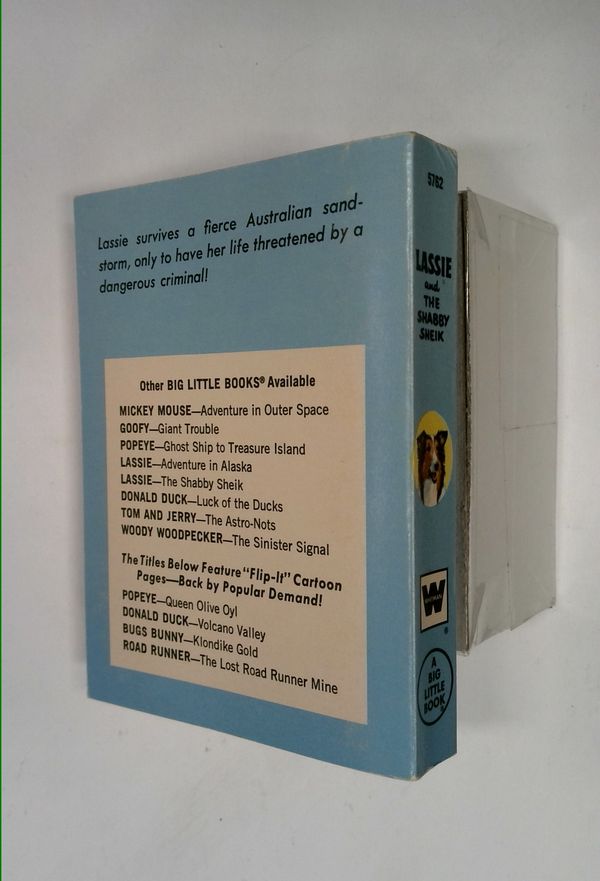 Lassie survives a fierce Australian sand-
storm, only to have her life threatened by a
dangerous criminal!
Other BIG LITTLE BOOKS® Available
MICKEY MOUSE—Adventure in Outer Space
GOOFY—Giant Trouble
POPEYE—Ghost Ship to Treasure Island
LASSIE—Adventure in Alaska
LASSIE—The Shabby Sheik
DONALD DUCK—Luck of the Ducks
TOM AND JERRY—The Astro-Nots
WOODY WOODPECKER—The Sinister Signal
The Titles Below Feature "Flip-It" Cartoon
Pages—Back by Popular Demand!
POPEYE—Queen Olive Oyl
DONALD DUCK—Volcano Valley
BUGS BUNNY—Klondike Gold
ROAD RUNNER—The Lost Road Runner Mine
5762
LASSIE
and
THE
SHABBY
SHEIK
W
®
A
BIG
LITTLE
BOOK